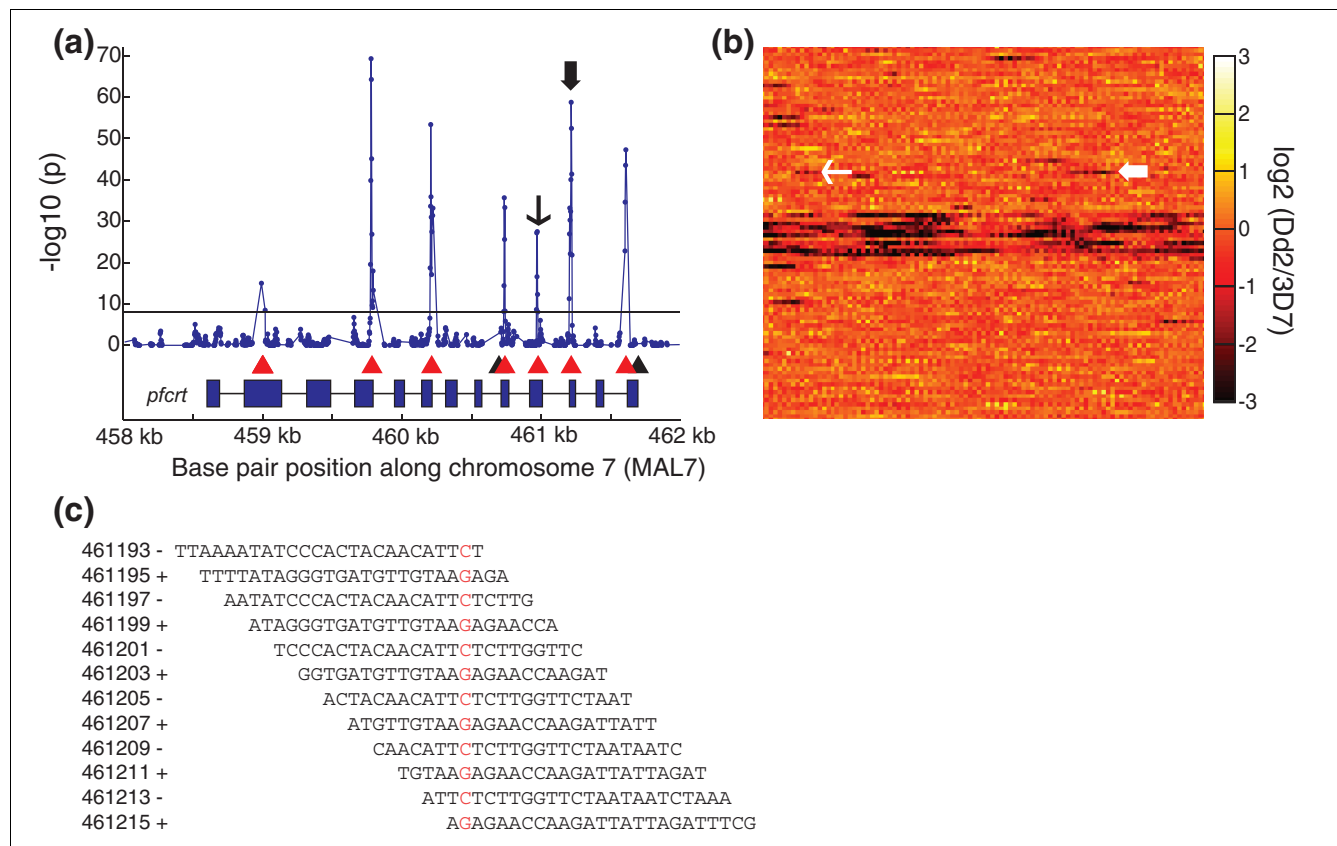 (a)
70
60
50
40
30
20
10
0
-log10 (p)
pfcrt
458 kb 459 kb 460 kb 461 kb 462 kb
Base pair position along chromosome 7 (MAL7)
(b)
3
2
1
0
-1
-2
-3
log2 (Dd2/3D7)
(c)
461193 - TTAAAATATCCCACTACAACATTCT
461195 + TTTTATAGGGTGATGTTGTAAGAGA
461197 - AATATCCCACTACAACATTCTCTTG
461199 + ATAGGGTGATGTTGTAAGAGAACCA
461201 - TCCCACTACAACATTCTCTTGGTTC
461203 + GGTGATGTTGTAAGAGAACCAAGAT
461205 - ACTACAACATTCTCTTGGTTCTAAT
461207 + ATGTTGTAAGAGAACCAAGATTATT
461209 - CAACATTCTCTTGGTTCTAATAATC
461211 + TGTAAGAGAACCAAGATTATTAGAT
461213 - ATTCTCTTGGTTCTAATAATCTAAA
461215 + AGAGAACCAAGATTATTAGATTTCG